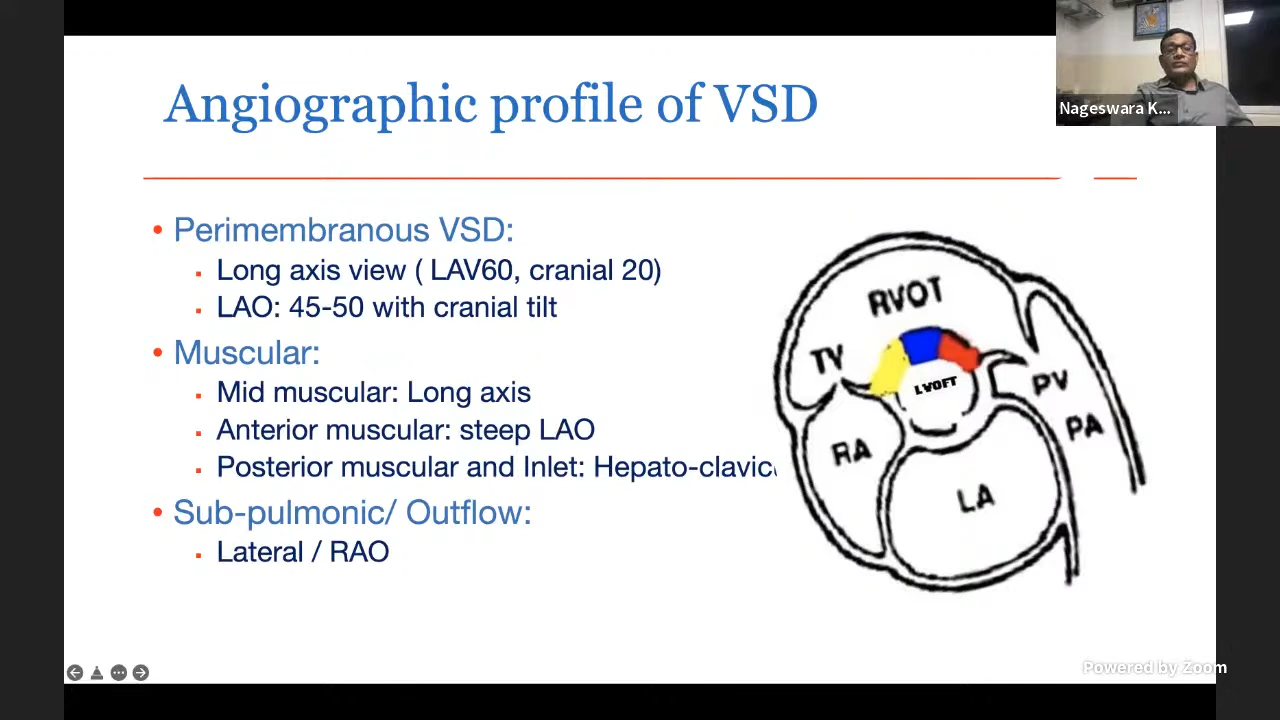 Angiographic profile of VSD
Nageswara K...
• Perimembranous VSD:
▪ Long axis view ( LAV60, cranial 20)
▪ LAO: 45-50 with cranial tilt
• Muscular:
▪ Mid muscular: Long axis
▪ Anterior muscular: steep LAO
▪ Posterior muscular and Inlet: Hepato-clavic
• Sub-pulmonic/ Outflow:
▪ Lateral / RAO
RVOT
TV
LVOFT
PV
PA
RA
LA
Powered by Zoom